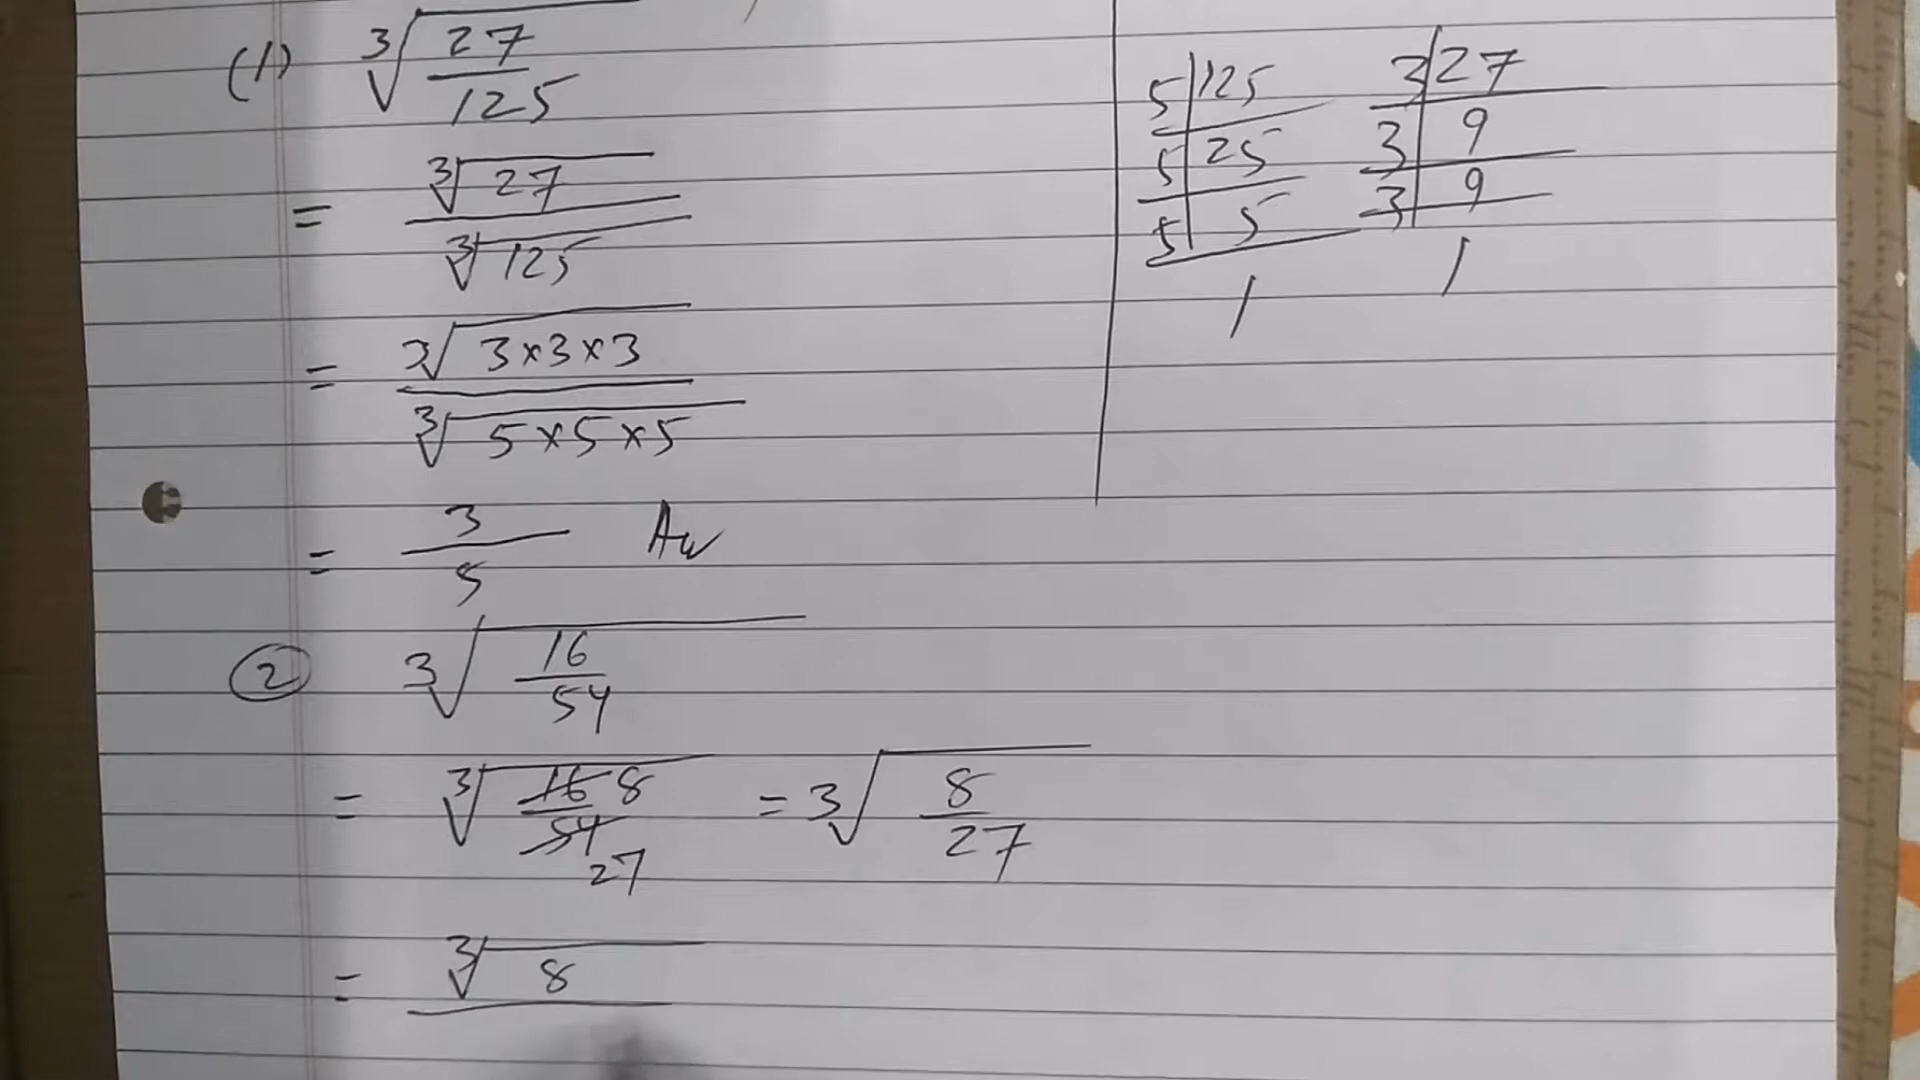 (1) ∛(27/125)
= ∛27 / ∛125
= ∛(3×3×3) / ∛(5×5×5)
= 3/5 Ans
② ∛(16/54)
= ∛(16 8 / 54 27) = ∛(8/27)
= ∛8
5|125
5|25
5|5
1
3|27
3|9
3|9
1